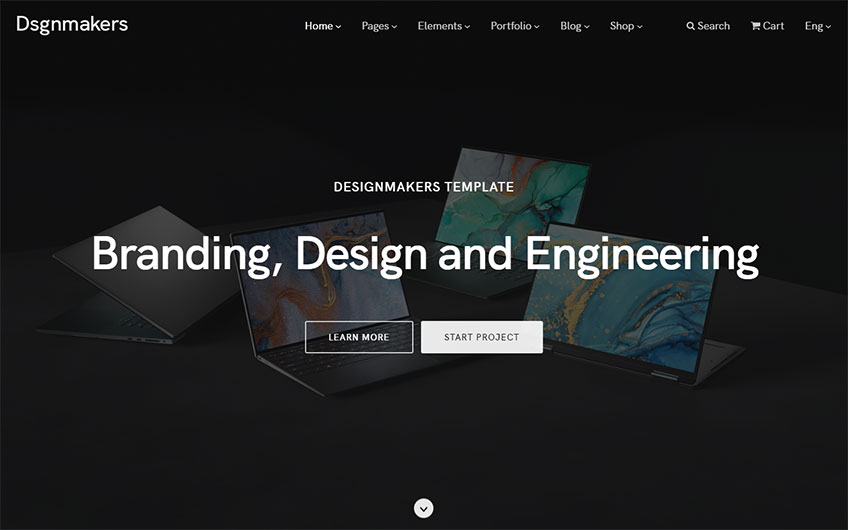 Dsgnmakers
Home Pages Elements Portfolio Blog Shop Search Cart Eng
DESIGNMAKERS TEMPLATE
Branding, Design and Engineering
LEARN MORE START PROJECT